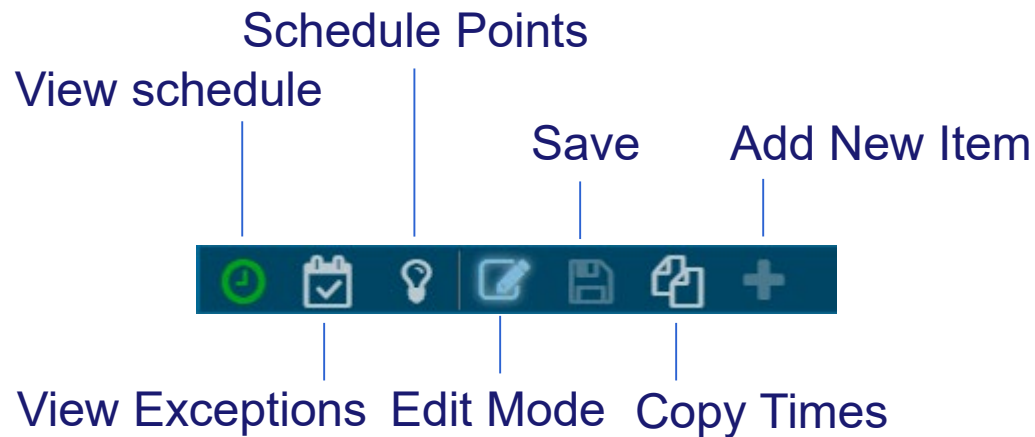 Schedule Points
View schedule
Save
Add New Item
View Exceptions
Edit Mode
Copy Times